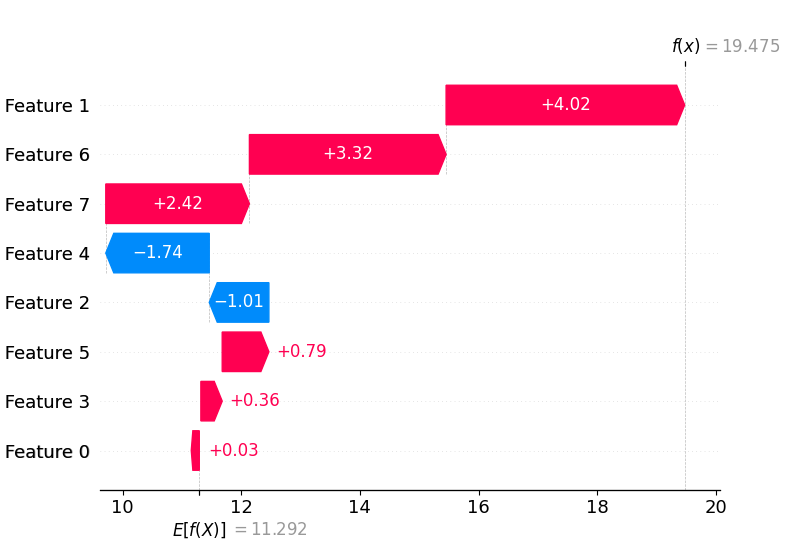 f(x) = 19.475
Feature 1 +4.02
Feature 6 +3.32
Feature 7 +2.42
Feature 4 −1.74
Feature 2 −1.01
Feature 5 +0.79
Feature 3 +0.36
Feature 0 +0.03
10 12 14 16 18 20
E[f(X)] = 11.292